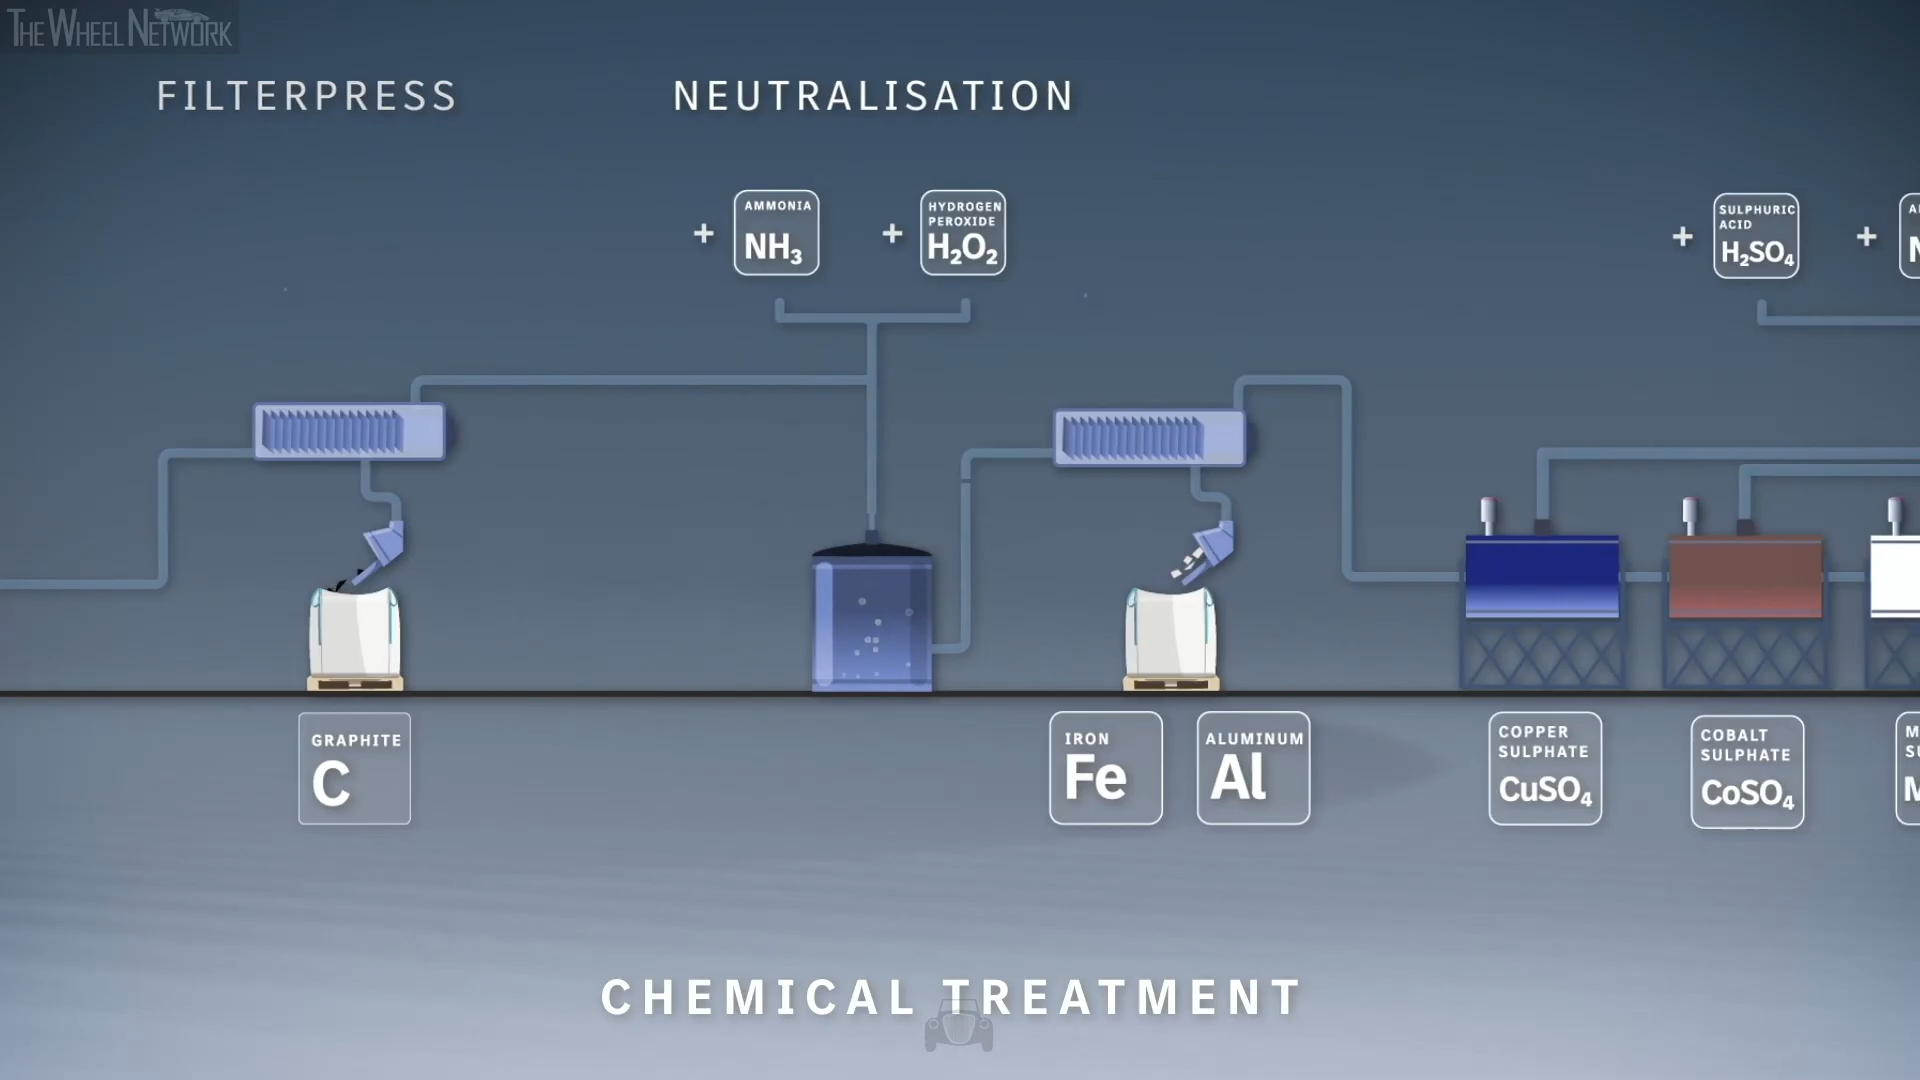 THE WHEEL NETWORK
FILTERPRESS
NEUTRALISATION
+
AMMONIA
NH₃
+
HYDROGEN
PEROXIDE
H₂O₂
+
SULPHURIC
ACID
H₂SO₄
+
GRAPHITE
C
IRON
Fe
ALUMINUM
Al
COPPER
SULPHATE
CuSO₄
COBALT
SULPHATE
CoSO₄
CHEMICAL TREATMENT